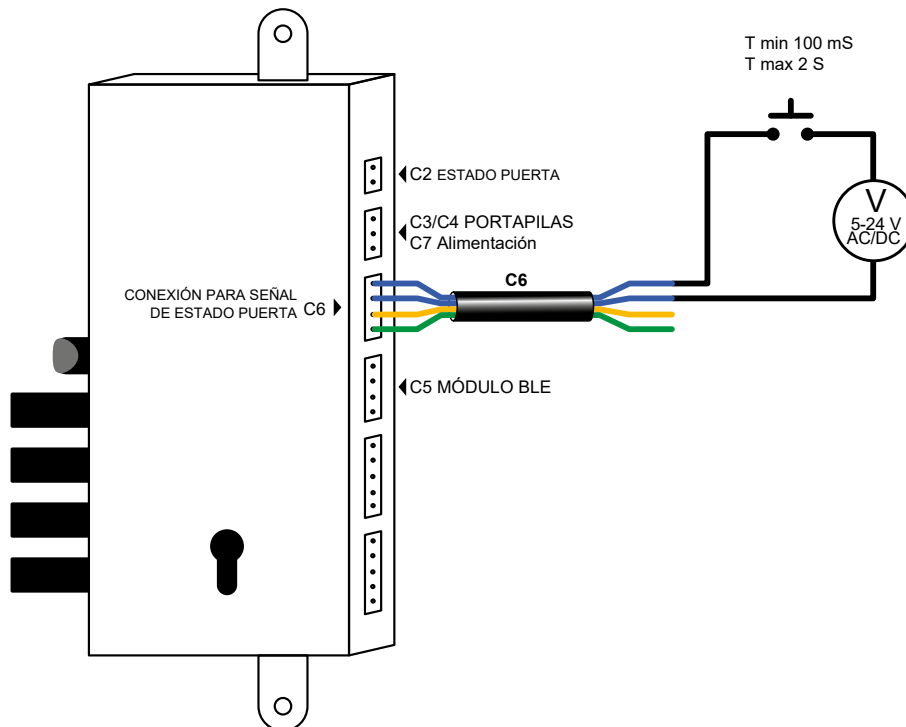 T min 100 mS
T max 2 S
C2 ESTADO PUERTA
C3/C4 PORTAPILAS
C7 Alimentación
V
5-24 V
AC/DC
C6
CONEXIÓN PARA SEÑAL
DE ESTADO PUERTA C6
C5 MÓDULO BLE